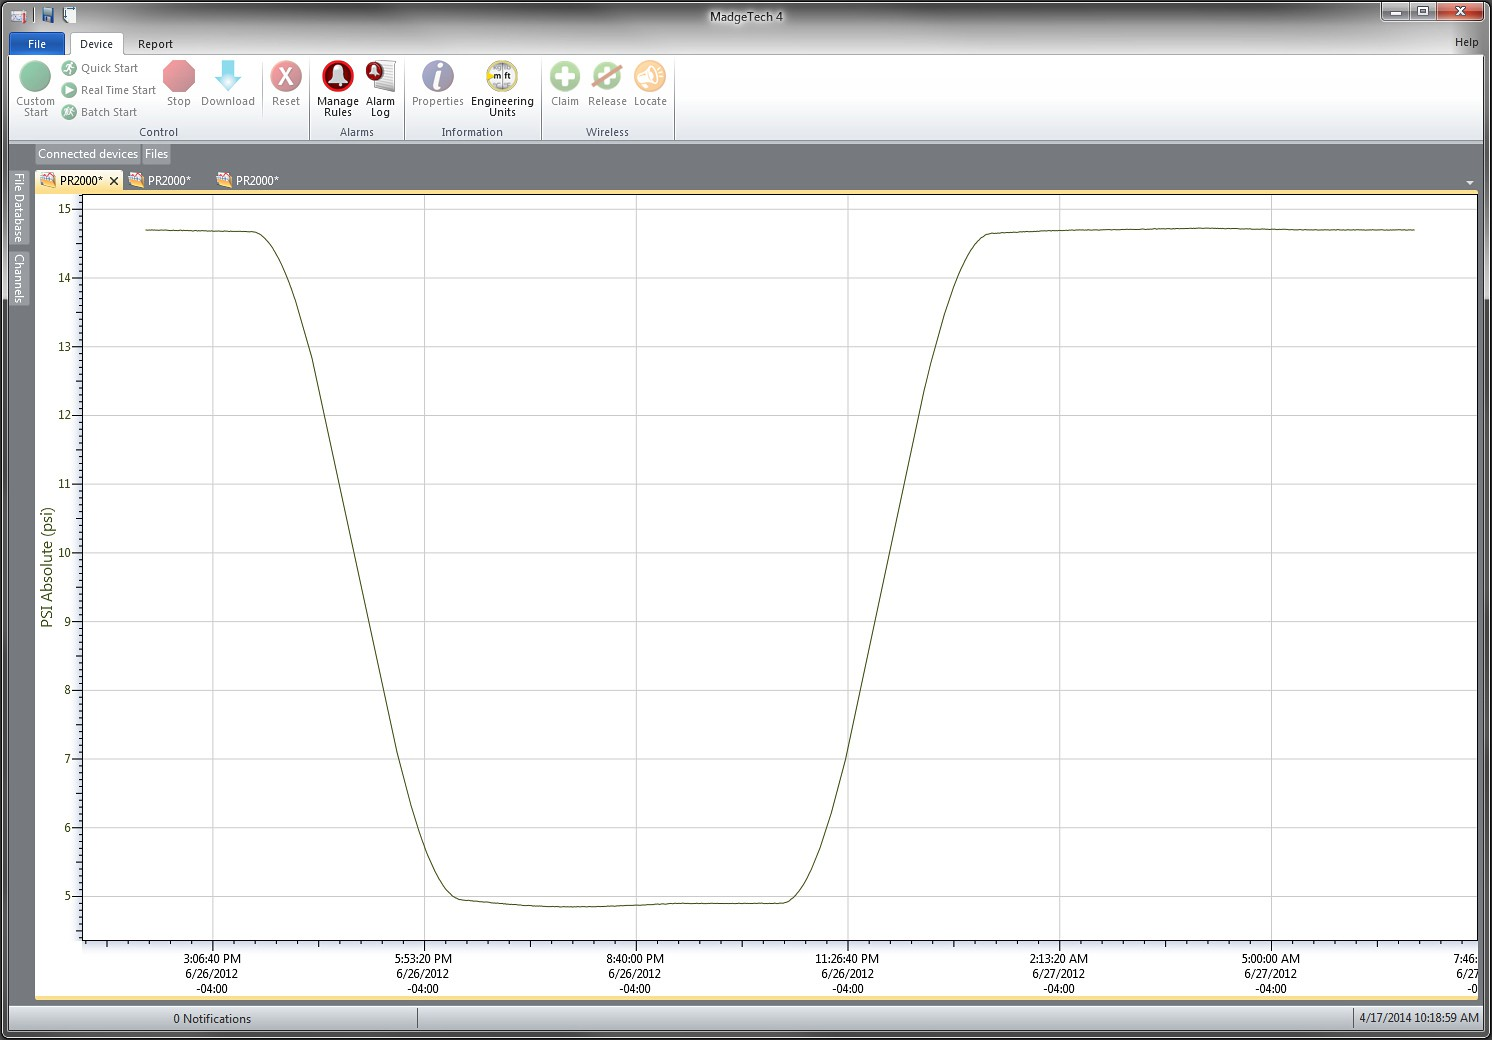 MadgeTech 4
File
Device
Report
Help
Custom
Start
Quick Start
Real Time Start
Batch Start
Stop
Download
Reset
Control
Manage
Rules
Alarm
Log
Alarms
Properties
m ft
Engineering
Units
Information
Claim
Release
Locate
Wireless
Connected devices
Files
File Database
Channels
PR2000*
PR2000*
PR2000*
PSI Absolute (psi)
15
14
13
12
11
10
9
8
7
6
5
3:06:40 PM
6/26/2012
-04:00
5:53:20 PM
6/26/2012
-04:00
8:40:00 PM
6/26/2012
-04:00
11:26:40 PM
6/26/2012
-04:00
2:13:20 AM
6/27/2012
-04:00
5:00:00 AM
6/27/2012
-04:00
7:46:
6/27
-0
0 Notifications
4/17/2014 10:18:59 AM